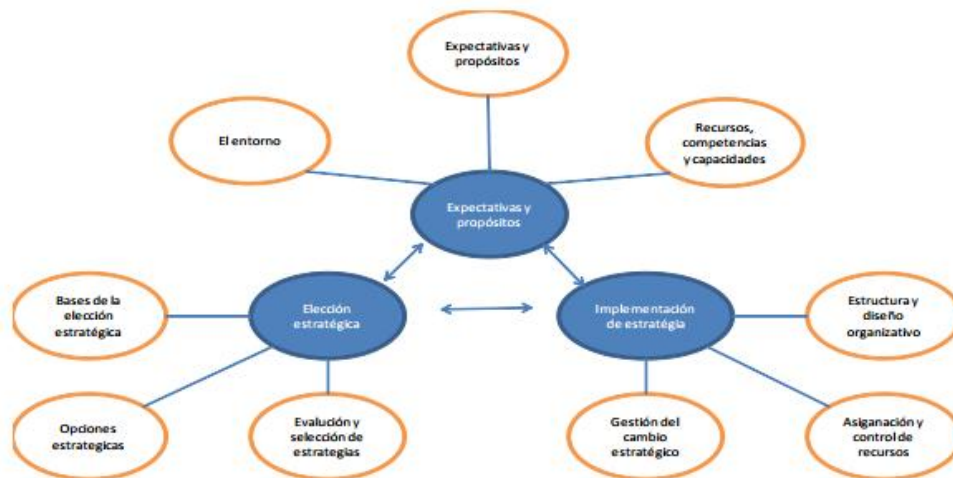 Expectativas y
propósitos
El entorno
Recursos,
competencias
y capacidades
Expectativas y
propósitos
Bases de la
elección
estratégica
Elección
estratégica
Implementación
de estratégia
Estructura y
diseño
organizativo
Opciones
estrategicas
Evalución y
selección de
estrategias
Gestión del
cambio
estratégico
Asiganación y
control de
recursos